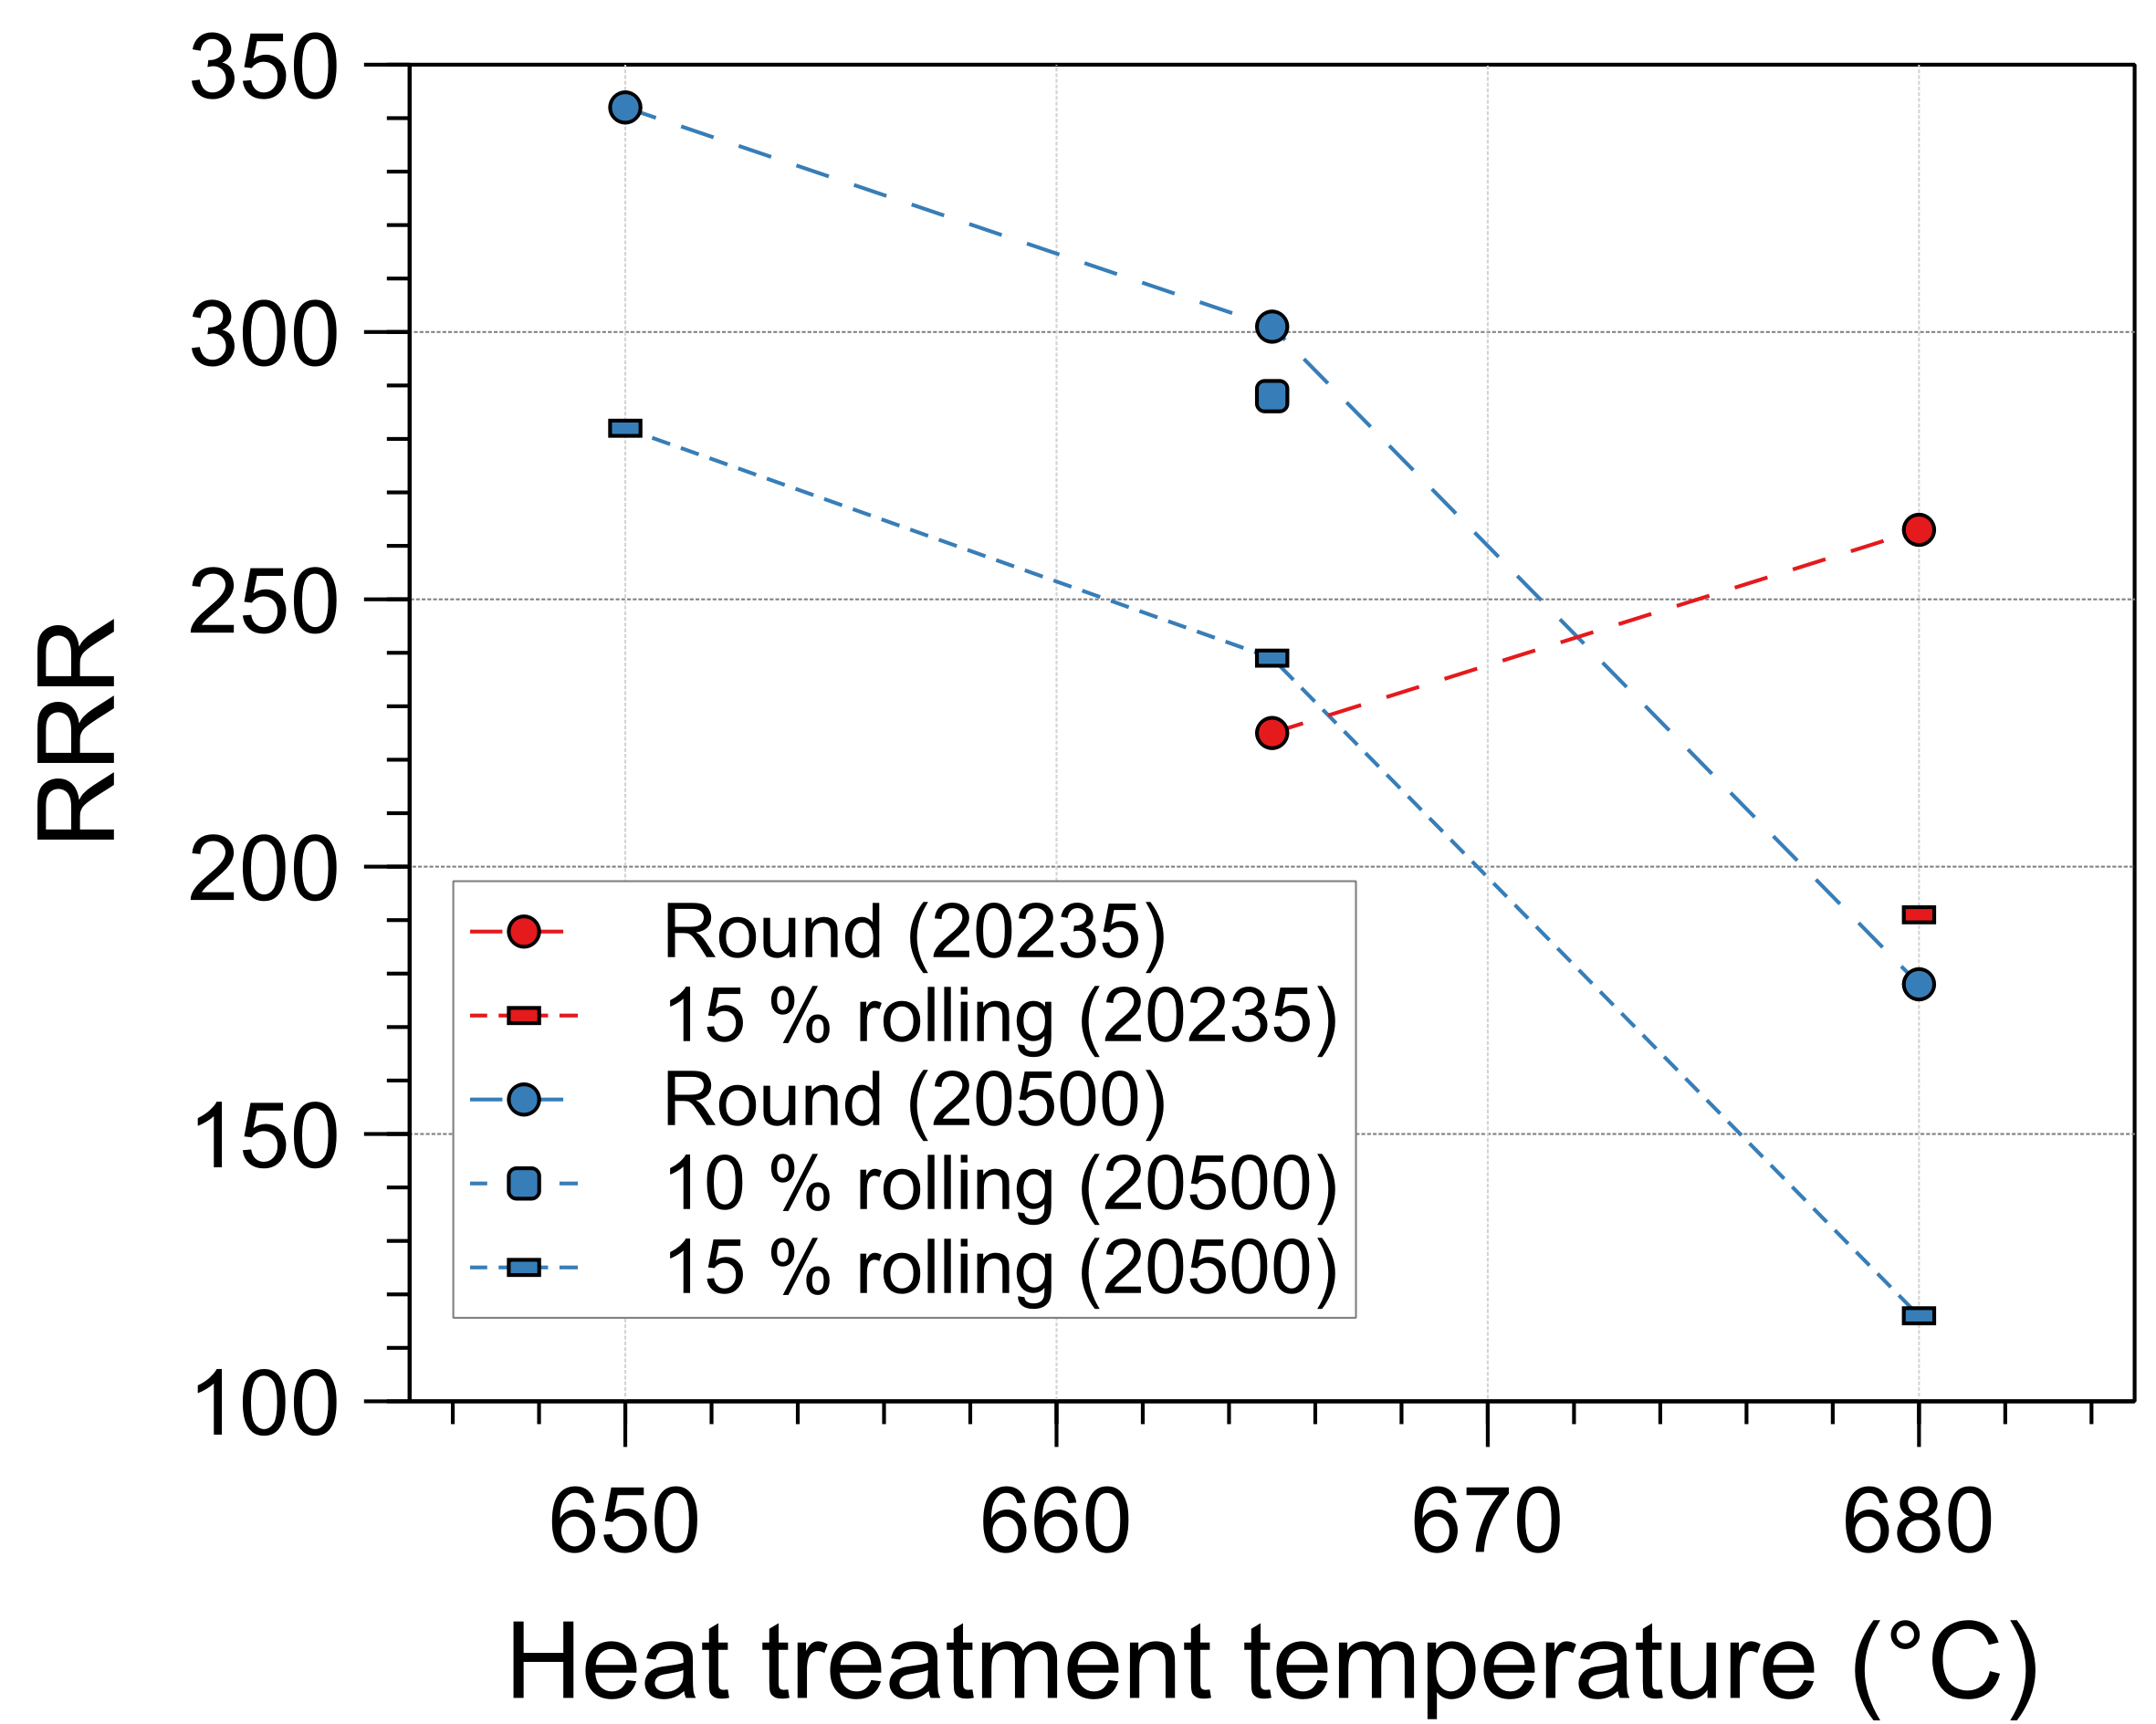 350
300
250
200
150
100
RRR
Round (20235)
15 % rolling (20235)
Round (20500)
10 % rolling (20500)
15 % rolling (20500)
650 660 670 680
Heat treatment temperature (°C)